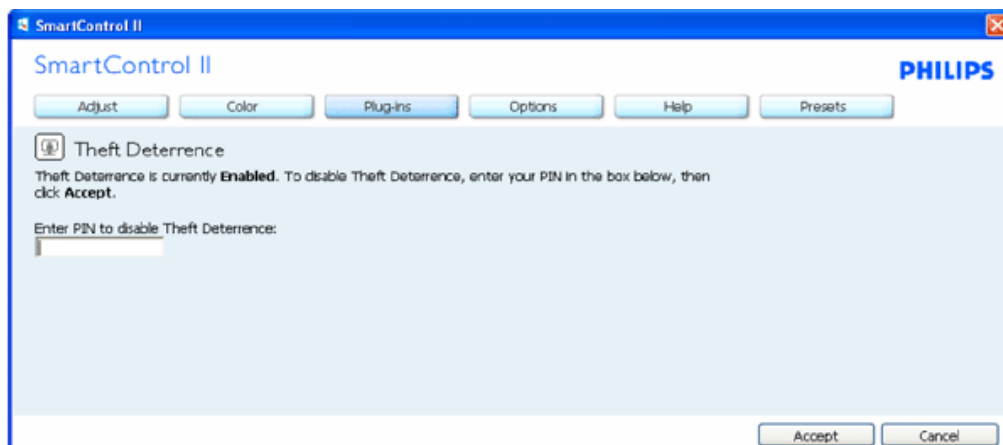 SmartControl II
SmartControl II
PHILIPS
Adjust Color Plug-ins Options Help Presets
Theft Deterrence
Theft Deterrence is currently Enabled. To disable Theft Deterrence, enter your PIN in the box below, then
click Accept.
Enter PIN to disable Theft Deterrence:
Accept Cancel